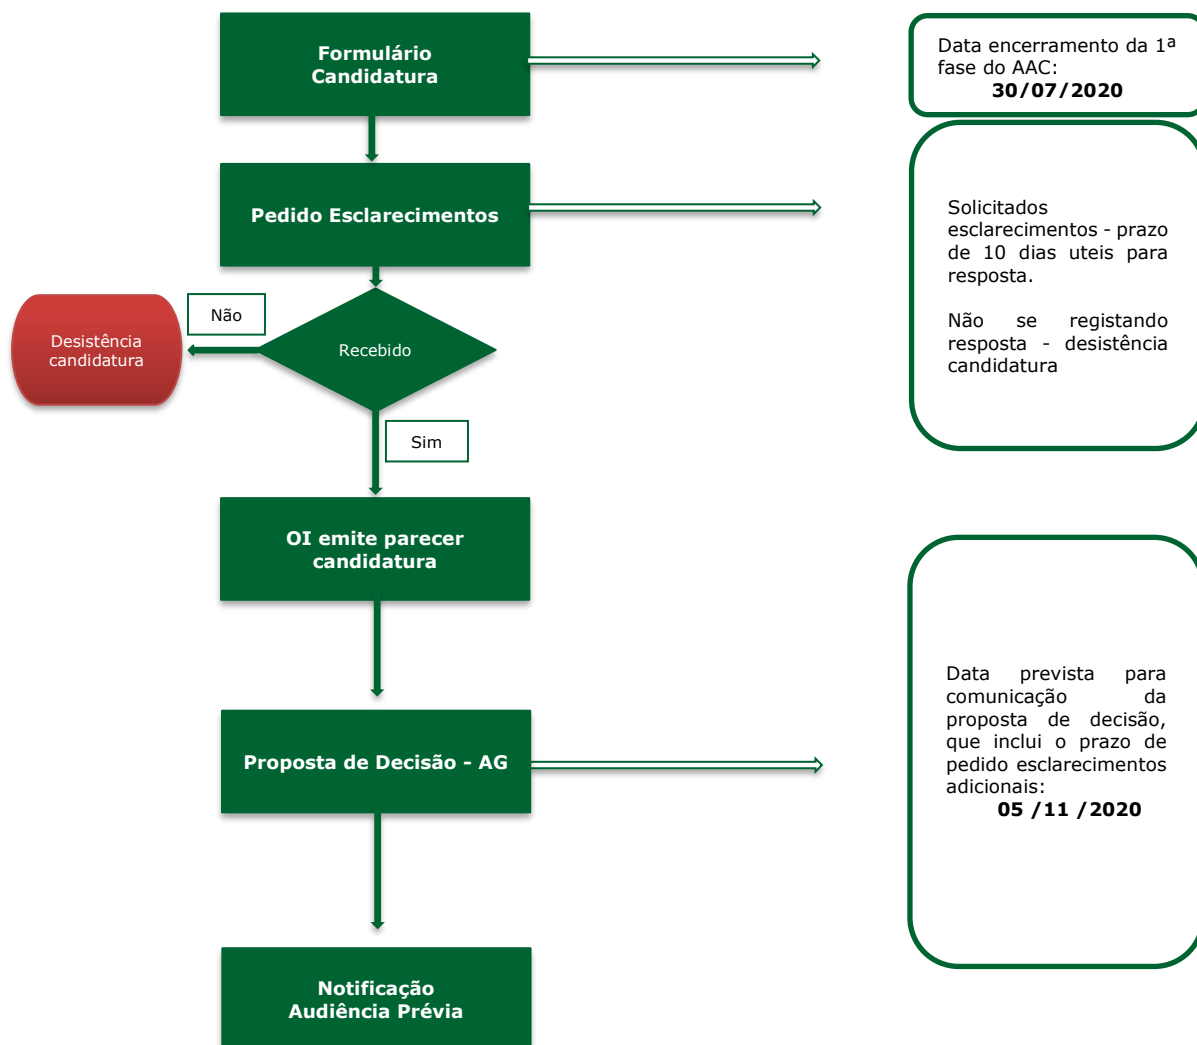 Formulário
Candidatura
Data encerramento da 1ª
fase do AAC:
30/07/2020
Pedido Esclarecimentos
Solicitados
esclarecimentos - prazo
de 10 dias uteis para
resposta.
Não se registando
resposta - desistência
candidatura
Não
Desistência
candidatura
Recebido
Sim
OI emite parecer
candidatura
Proposta de Decisão - AG
Data prevista para
comunicação da
proposta de decisão,
que inclui o prazo de
pedido esclarecimentos
adicionais:
05 /11 /2020
Notificação
Audiência Prévia